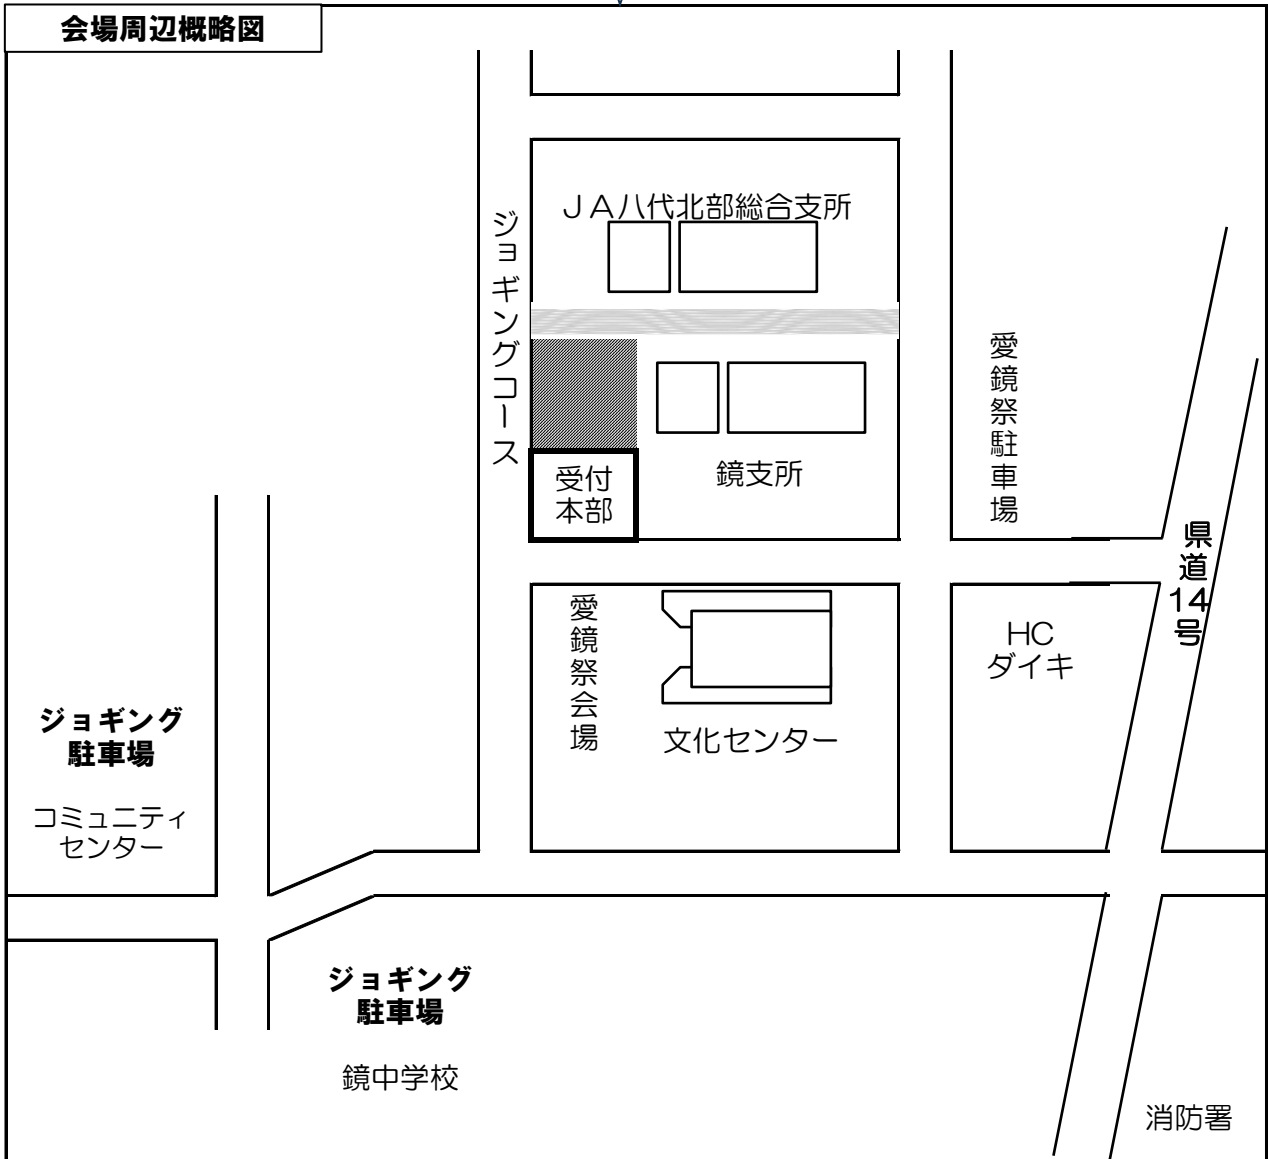 会場周辺概略図
ＪＡ八代北部総合支所
ジョギングコース
愛鏡祭駐車場
鏡支所
受付
本部
県道14号
愛鏡祭会場
HC
ダイキ
文化センター
ジョギング
駐車場
コミュニティ
センター
ジョギング
駐車場
鏡中学校
消防署